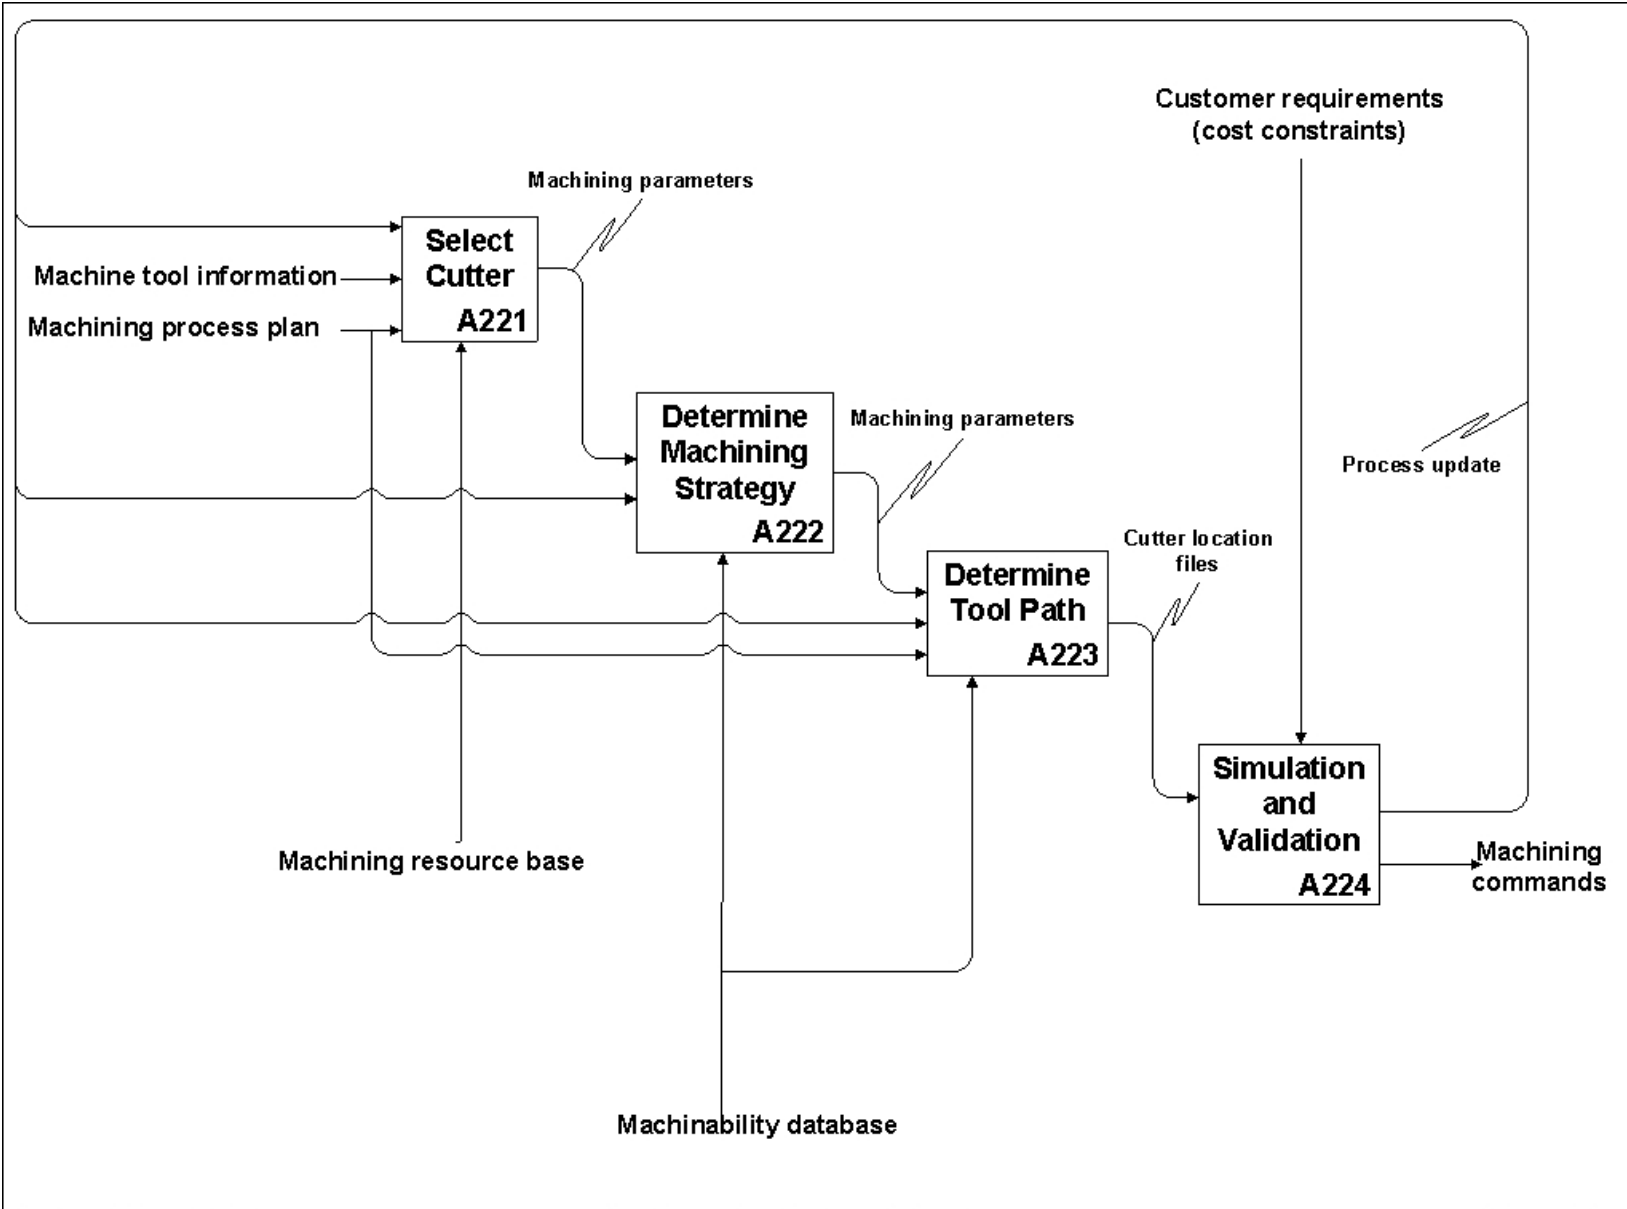 Customer requirements
(cost constraints)
Machining parameters
Select
Cutter
A221
Machine tool information
Machining process plan
Determine
Machining
Strategy
A222
Machining parameters
Process update
Cutter location
files
Determine
Tool Path
A223
Simulation
and
Validation
A224
Machining
commands
Machining resource base
Machinability database